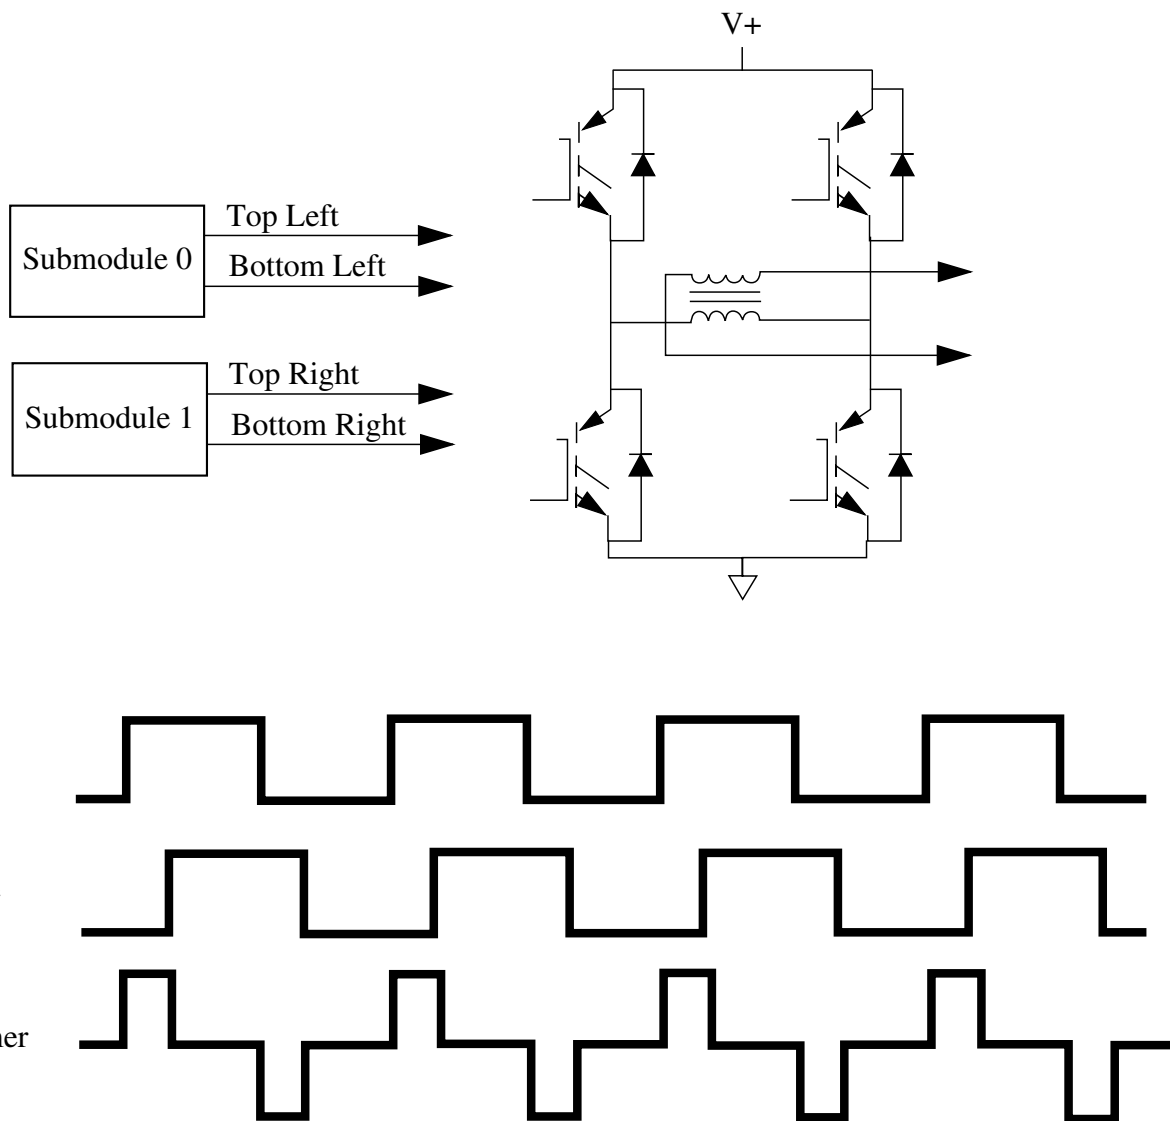 V+
Top Left
Submodule 0
Bottom Left
Top Right
Submodule 1
Bottom Right